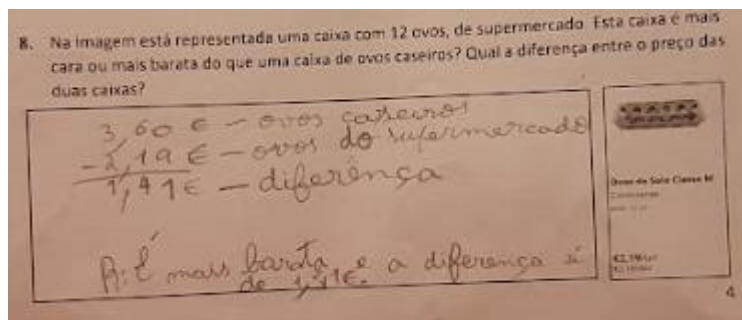 8. Na imagem está representada uma caixa com 12 ovos, de supermercado. Esta caixa é mais
cara ou mais barata do que uma caixa de ovos caseiros? Qual a diferença entre o preço das
duas caixas?
3,60 € - ovos caseiros
- 2,19 € - ovos do supermercado
1,41 € - diferença
R: É mais barata e a diferença é
de 1,41€.
Ovos de Solo Classe M
4